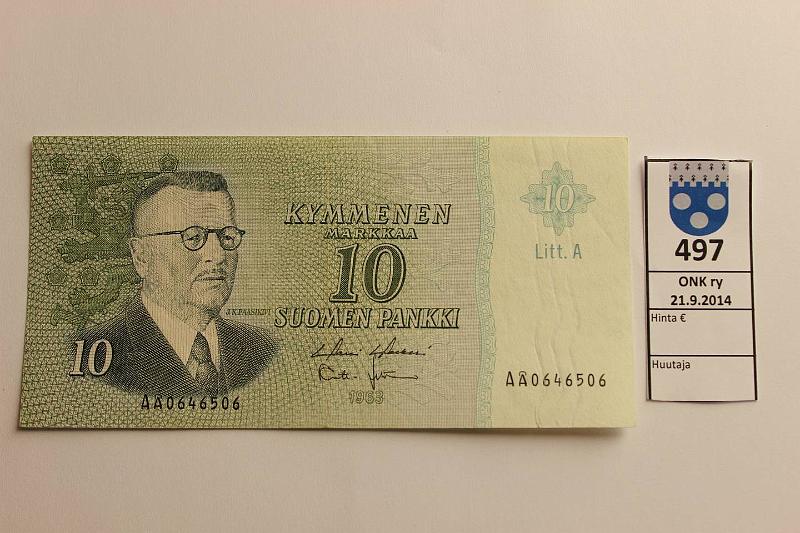 10
Litt. A
KYMMENEN
MARKKAA
10
SUOMEN PANKKI
J.K.PAASIKIVI
10
1963
AA0646506
AA0646506
497
ONK ry
21.9.2014
Hinta €
Huutaja